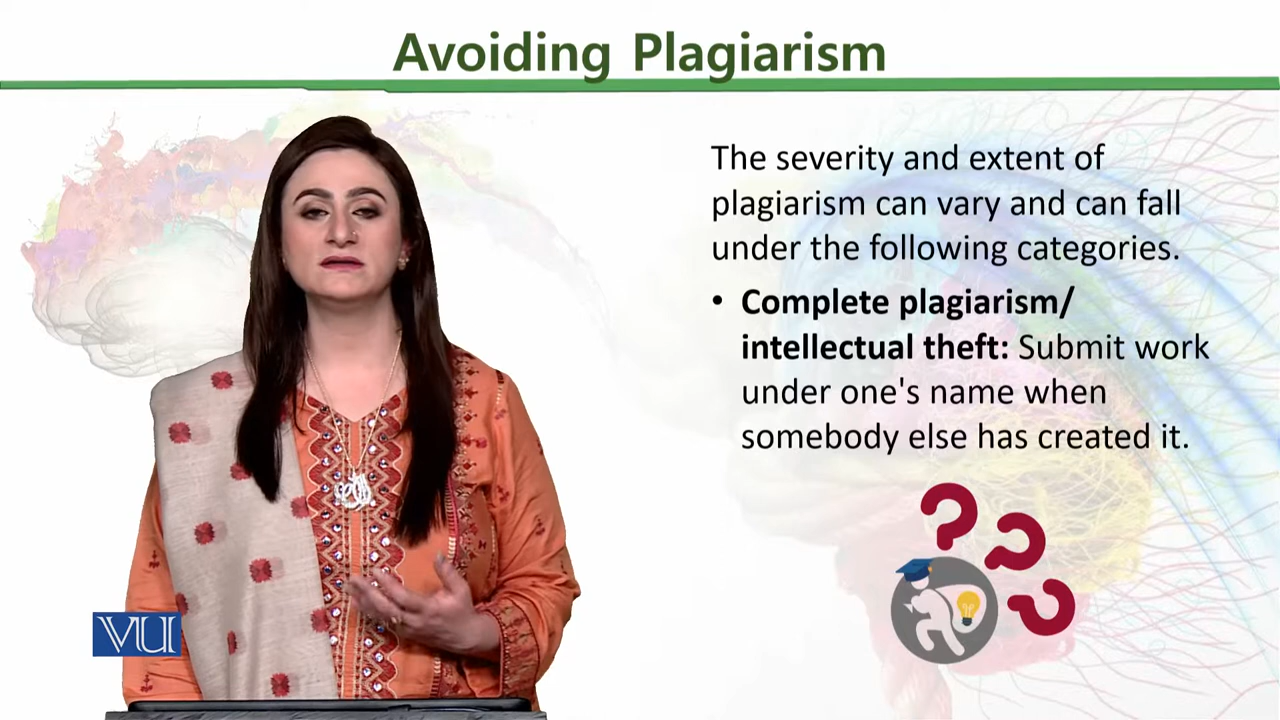 Avoiding Plagiarism
The severity and extent of
plagiarism can vary and can fall
under the following categories.
• Complete plagiarism/
intellectual theft: Submit work
under one's name when
somebody else has created it.
VU